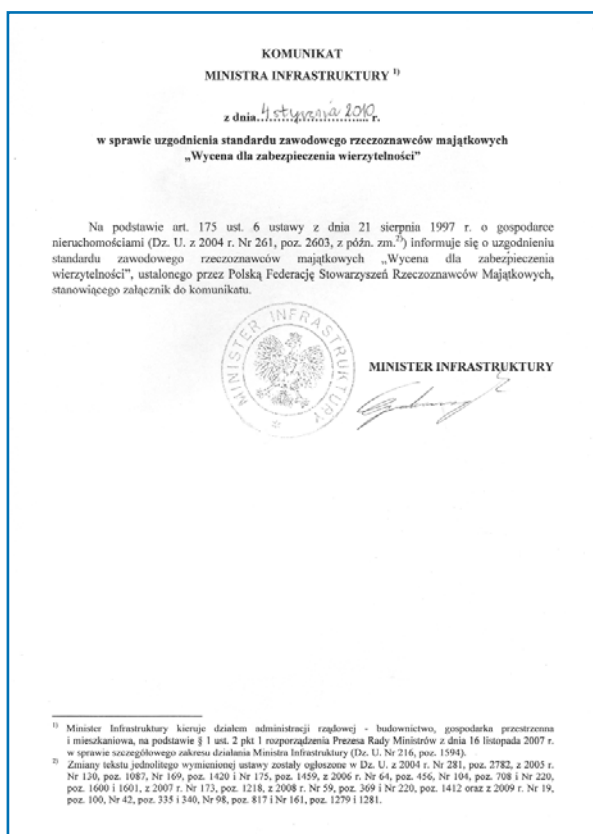 KOMUNIKAT
MINISTRA INFRASTRUKTURY 1)
z dnia 4 stycznia 2010 r.
w sprawie uzgodnienia standardu zawodowego rzeczoznawców majątkowych
„Wycena dla zabezpieczenia wierzytelności”
Na podstawie art. 175 ust. 6 ustawy z dnia 21 sierpnia 1997 r. o gospodarce
nieruchomościami (Dz. U. z 2004 r. Nr 261, poz. 2603, z późn. zm.2)) informuje się o uzgodnieniu
standardu zawodowego rzeczoznawców majątkowych „Wycena dla zabezpieczenia
wierzytelności”, ustalonego przez Polską Federację Stowarzyszeń Rzeczoznawców Majątkowych,
stanowiącego załącznik do komunikatu.
MINISTER INFRASTRUKTURY
MINISTER INFRASTRUKTURY
1) Minister Infrastruktury kieruje działem administracji rządowej - budownictwo, gospodarka przestrzenna
i mieszkaniowa, na podstawie § 1 ust. 2 pkt 1 rozporządzenia Prezesa Rady Ministrów z dnia 16 listopada 2007 r.
w sprawie szczegółowego zakresu działania Ministra Infrastruktury (Dz. U. Nr 216, poz. 1594).
2) Zmiany tekstu jednolitego wymienionej ustawy zostały ogłoszone w Dz. U. z 2004 r. Nr 281, poz. 2782, z 2005 r.
Nr 130, poz. 1087, Nr 169, poz. 1420 i Nr 175, poz. 1459, z 2006 r. Nr 64, poz. 456, Nr 104, poz. 708 i Nr 220,
poz. 1600 i 1601, z 2007 r. Nr 173, poz. 1218, z 2008 r. Nr 59, poz. 369 i Nr 220, poz. 1412 oraz z 2009 r. Nr 19,
poz. 100, Nr 42, poz. 335 i 340, Nr 98, poz. 817 i Nr 161, poz. 1279 i 1281.